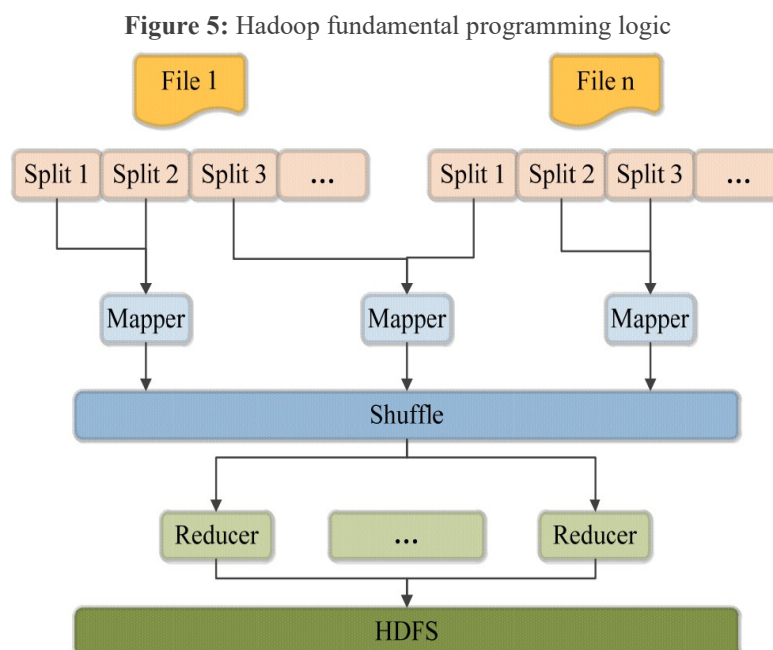 Figure 5: Hadoop fundamental programming logic
File 1 File n
Split 1 Split 2 Split 3 ... Split 1 Split 2 Split 3 ...
Mapper Mapper Mapper
Shuffle
Reducer ... Reducer
HDFS